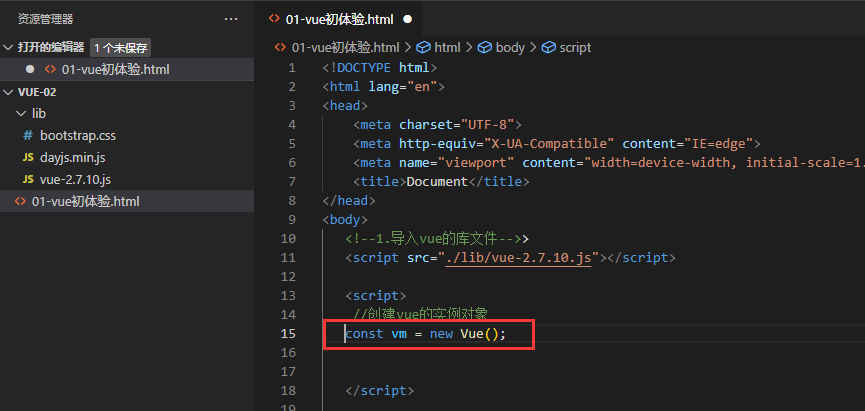 资源管理器
打开的编辑器 1 个未保存
01-vue初体验.html
VUE-02
lib
# bootstrap.css
JS dayjs.min.js
JS vue-2.7.10.js
<> 01-vue初体验.html
<> 01-vue初体验.html
<> 01-vue初体验.html > html > body > script
1 <!DOCTYPE html>
2 <html lang="en">
3 <head>
4 <meta charset="UTF-8">
5 <meta http-equiv="X-UA-Compatible" content="IE=edge">
6 <meta name="viewport" content="width=device-width, initial-scale=1.
7 <title>Document</title>
8 </head>
9 <body>
10 <!--1.导入vue的库文件-->>
11 <script src="./lib/vue-2.7.10.js"></script>
12
13 <script>
14 //创建vue的实例对象
15 const vm = new Vue();
16
17
18 </script>
19